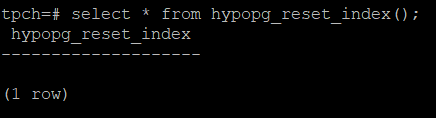 tpch=# select * from hypopg_reset_index();
 hypopg_reset_index
--------------------

(1 row)